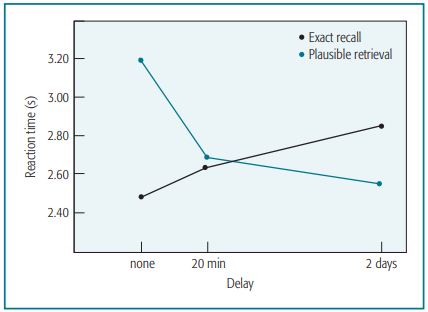 Exact recall
Plausible retrieval
3.20
3.00
2.80
2.60
2.40
Reaction time (s)
none 20 min 2 days
Delay